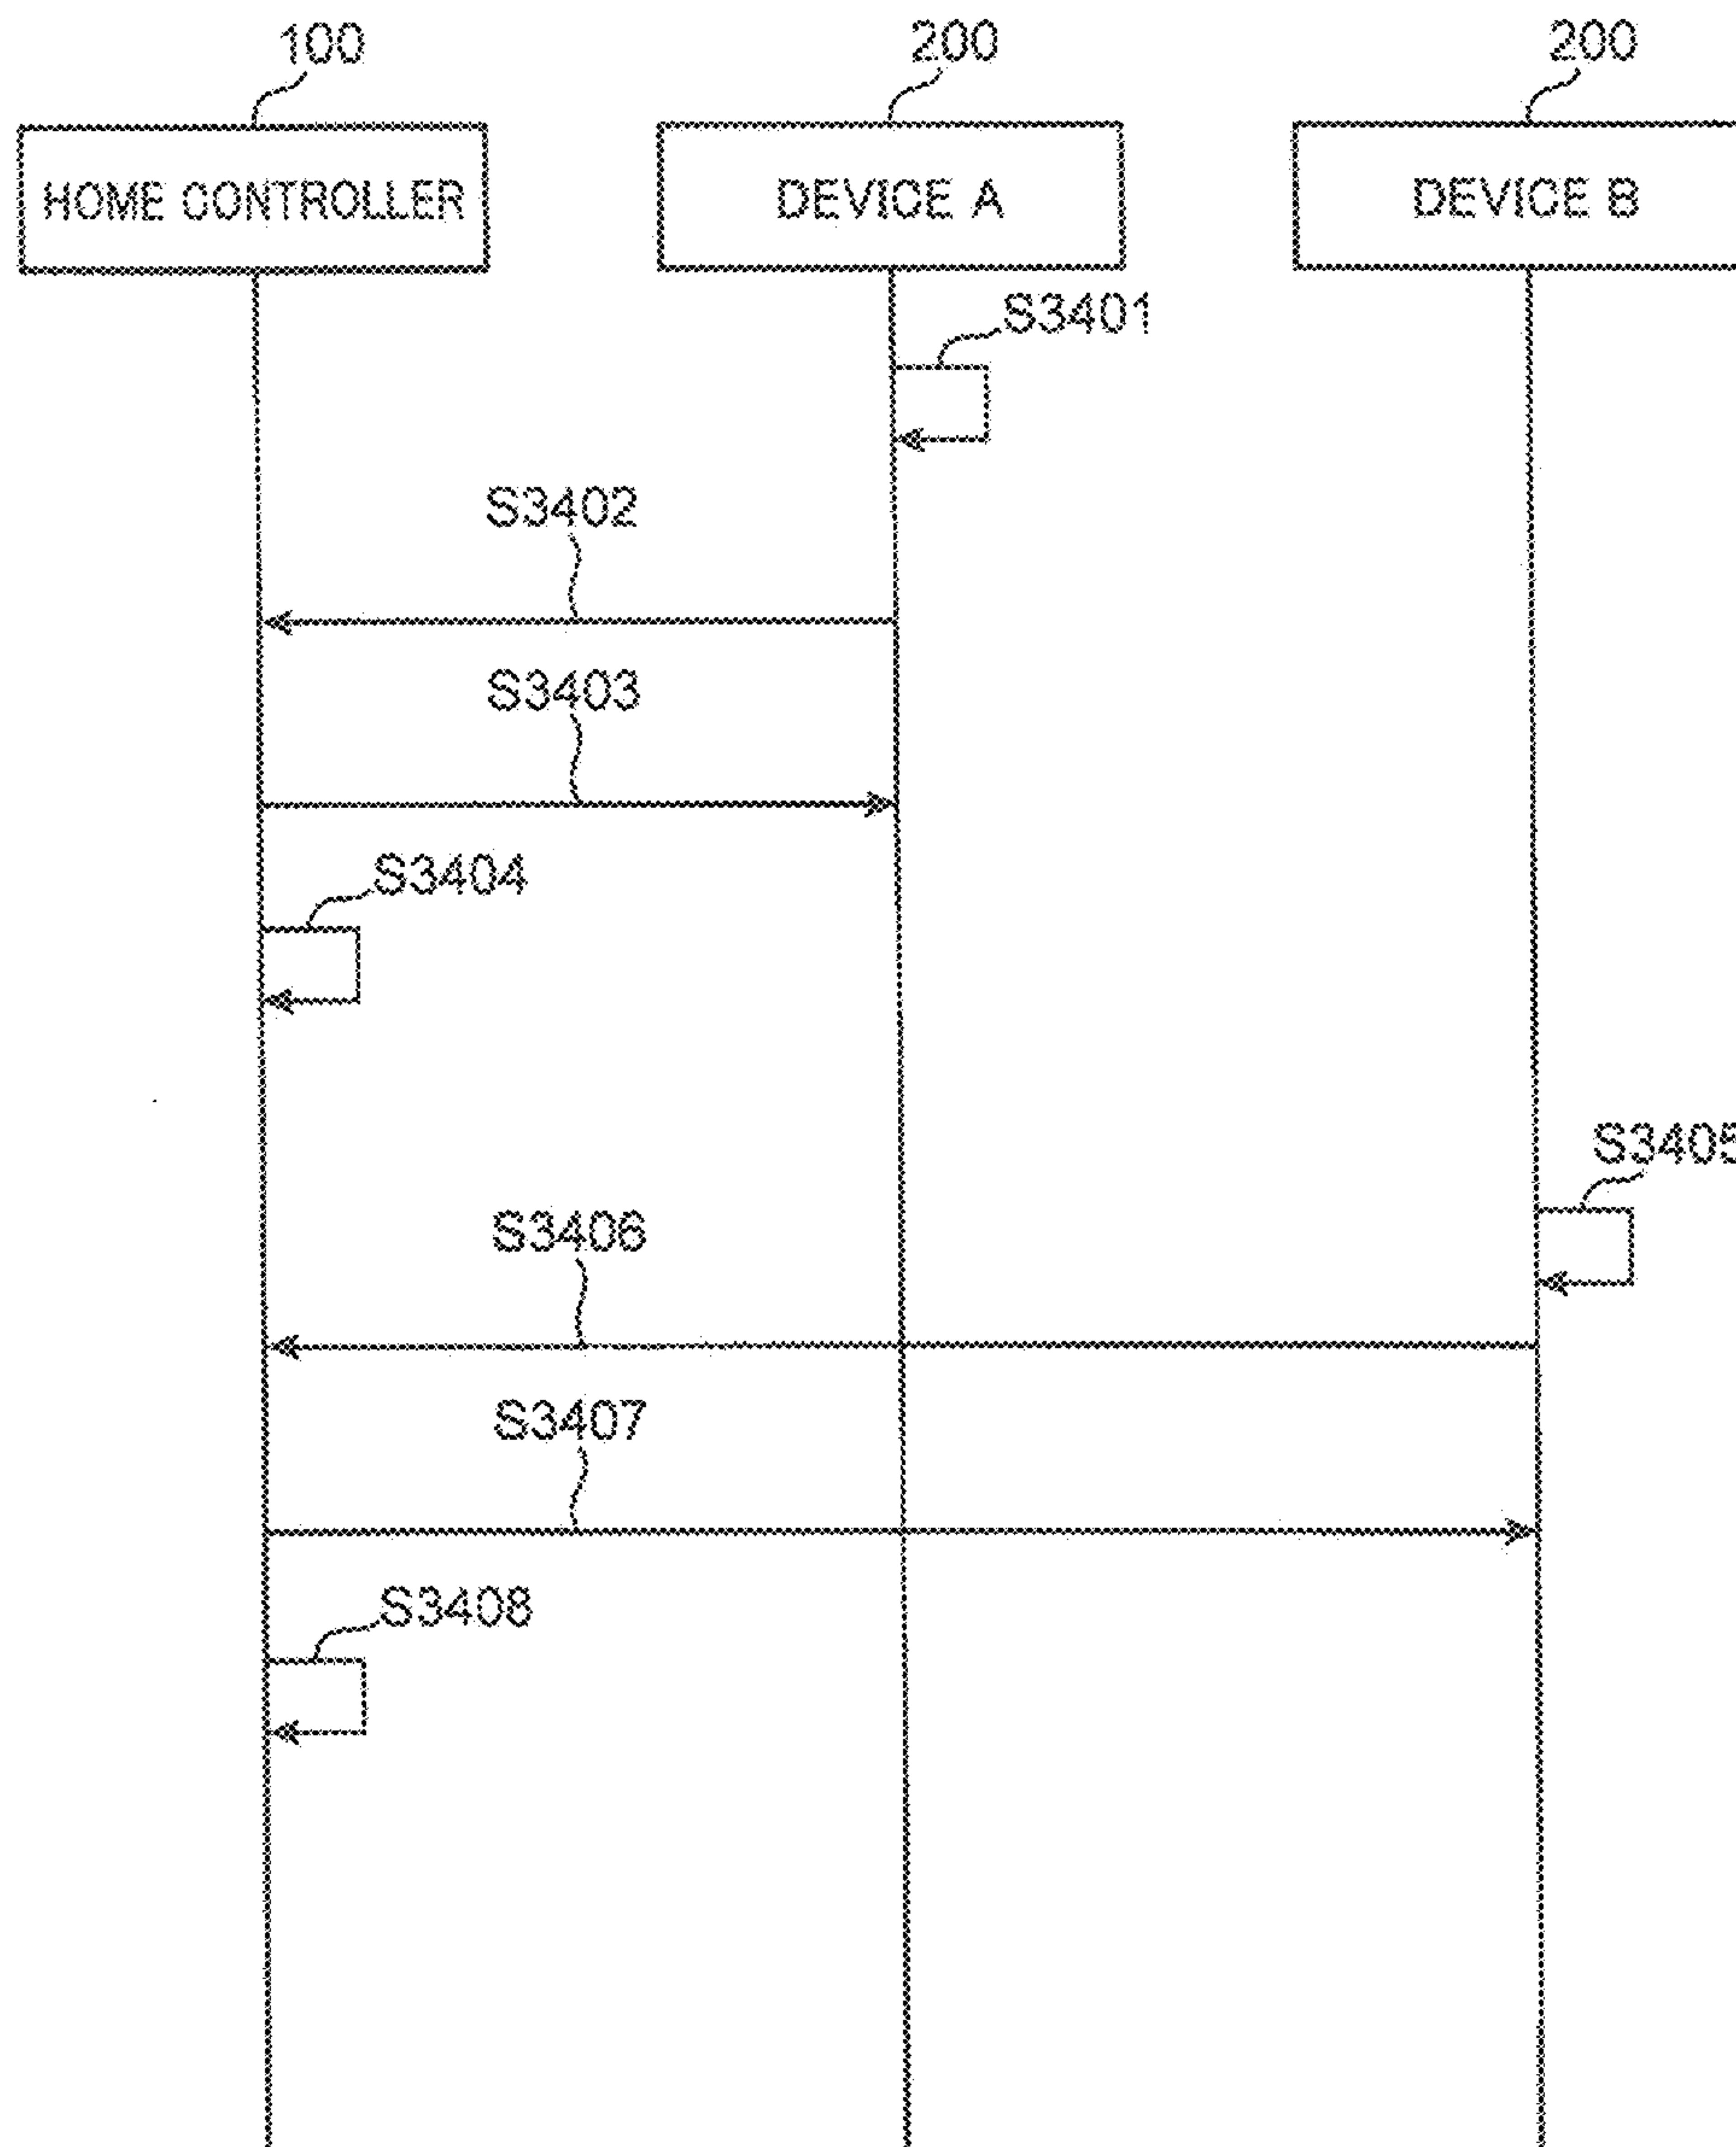 100
200
200
HOME CONTROLLER
DEVICE A
DEVICE B
S3401
S3402
S3403
S3404
S3405
S3406
S3407
S3408